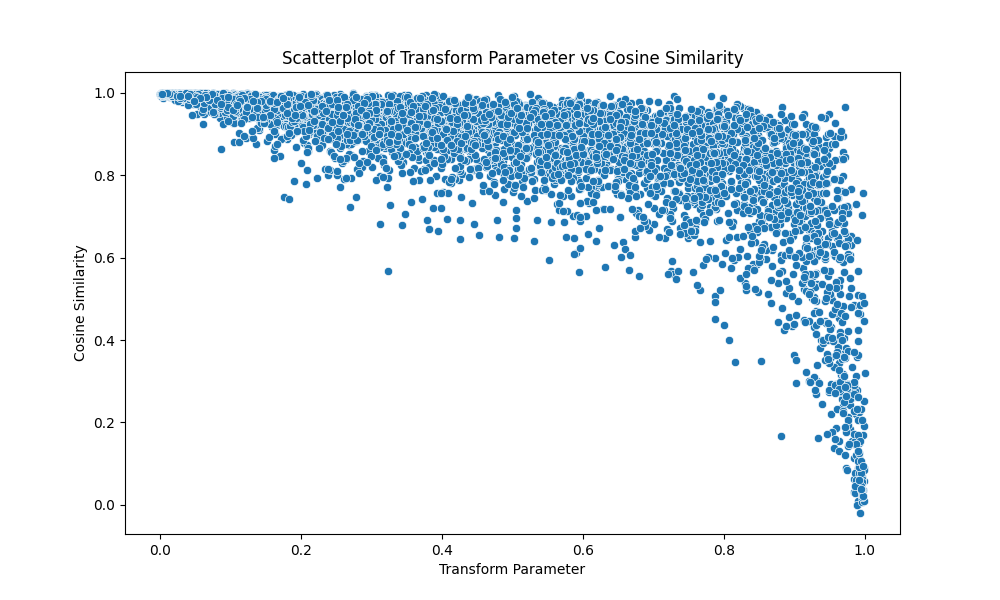 Scatterplot of Transform Parameter vs Cosine Similarity
1.0
0.8
0.6
0.4
0.2
0.0
Cosine Similarity
0.0 0.2 0.4 0.6 0.8 1.0
Transform Parameter